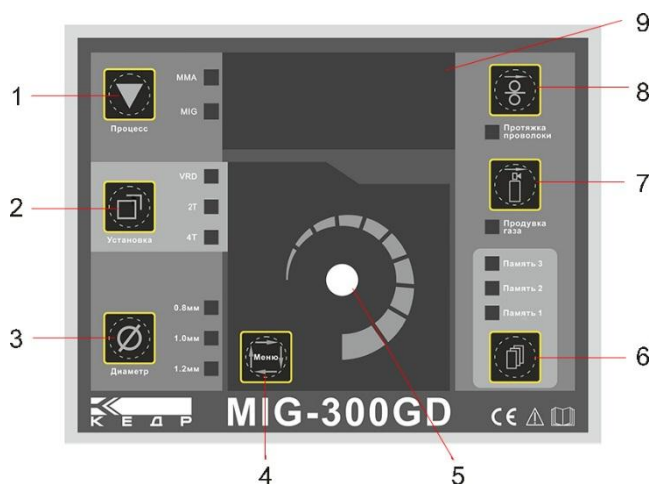 9
1
MMA
MIG
Процесс
8
Протяжка
проволоки
2
VRD
2T
4T
Установка
7
Продувка
газа
3
0.8мм
1.0мм
1.2мм
Диаметр
Меню
Память 3
Память 2
Память 1
6
КЕДР
MIG-300GD
CE
4
5